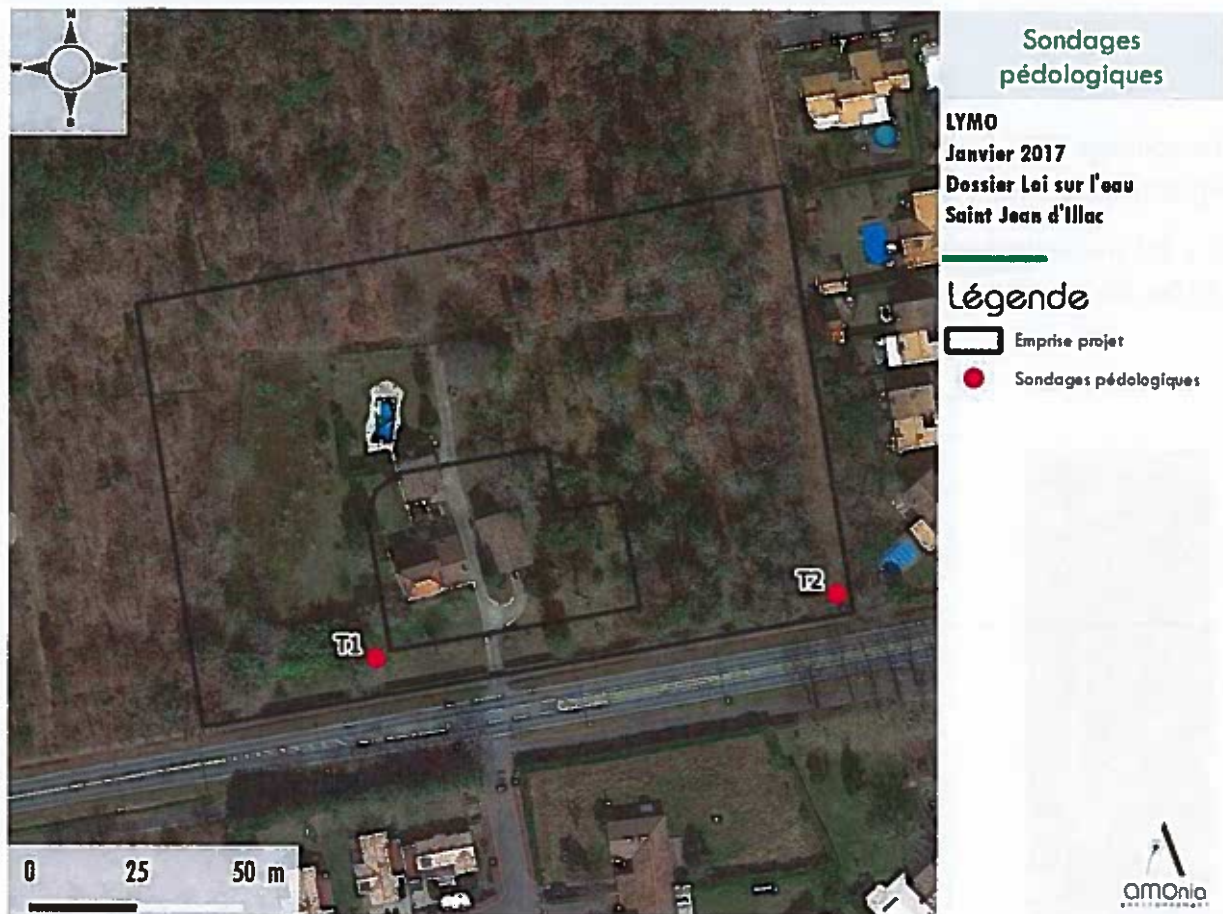 N
Sondages
pédologiques
LYMO
Janvier 2017
Dossier Loi sur l'eau
Saint Jean d'Illac
Légende
Emprise projet
Sondages pédologiques
T2
T1
0 25 50 m
amonia